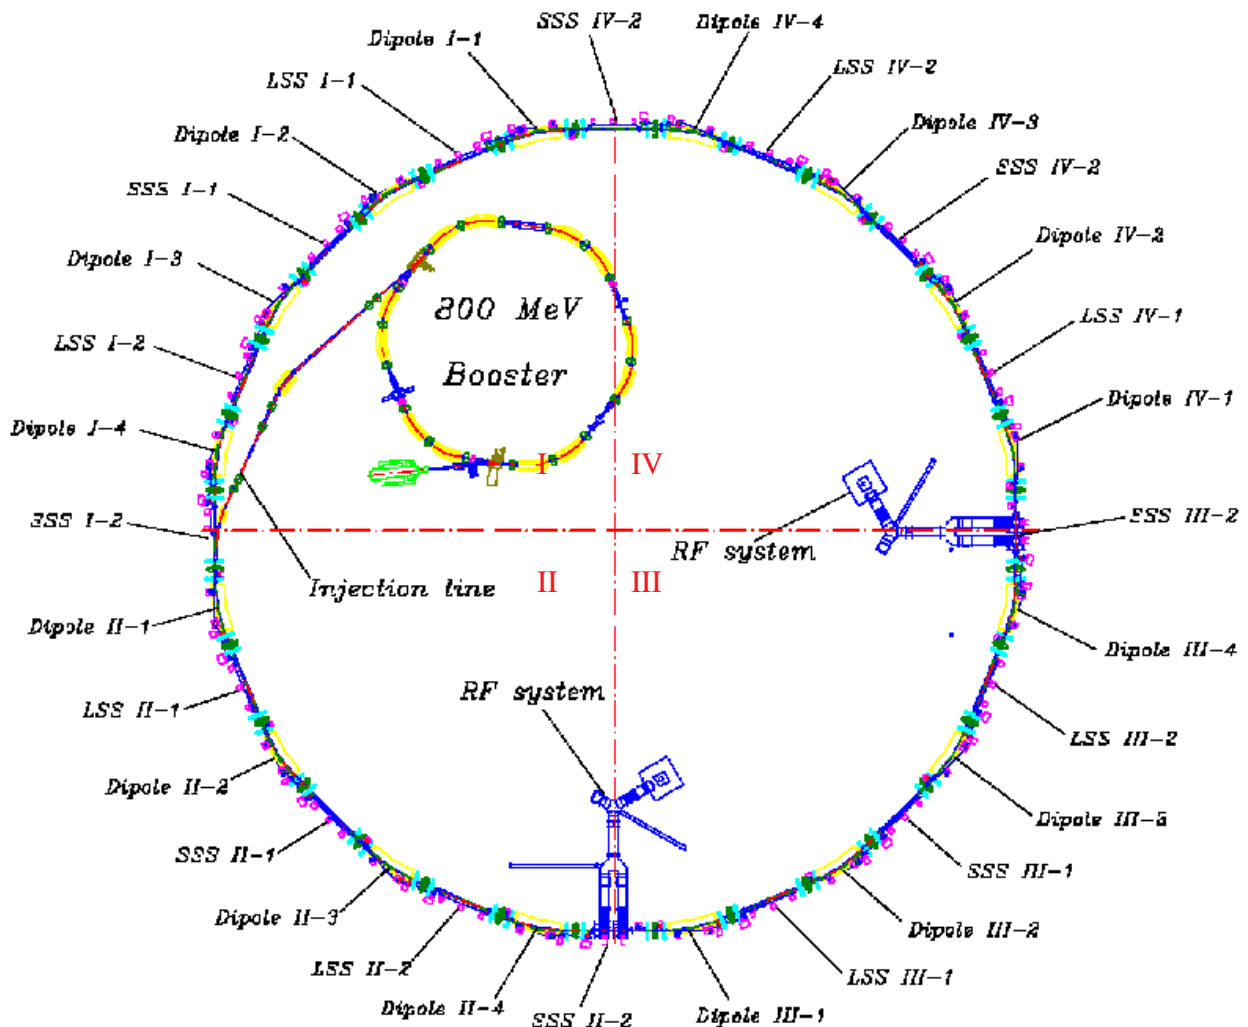 SSS IV-2
Dipole IV-4
Dipole I-1
LSS IV-2
LSS I-1
Dipole IV-3
Dipole I-2
SSS IV-2
SSS I-1
Dipole IV-2
Dipole I-3
800 MeV
Booster
LSS IV-1
LSS I-2
Dipole IV-1
Dipole I-4
I
IV
SSS I-2
SSS III-2
RF system
Injection line
II
III
Dipole II-1
Dipole III-4
RF system
LSS II-1
LSS III-2
Dipole II-2
Dipole III-3
SSS II-1
SSS III-1
Dipole II-3
Dipole III-2
LSS II-2
LSS III-1
Dipole II-4
SSS II-2
Dipole III-1